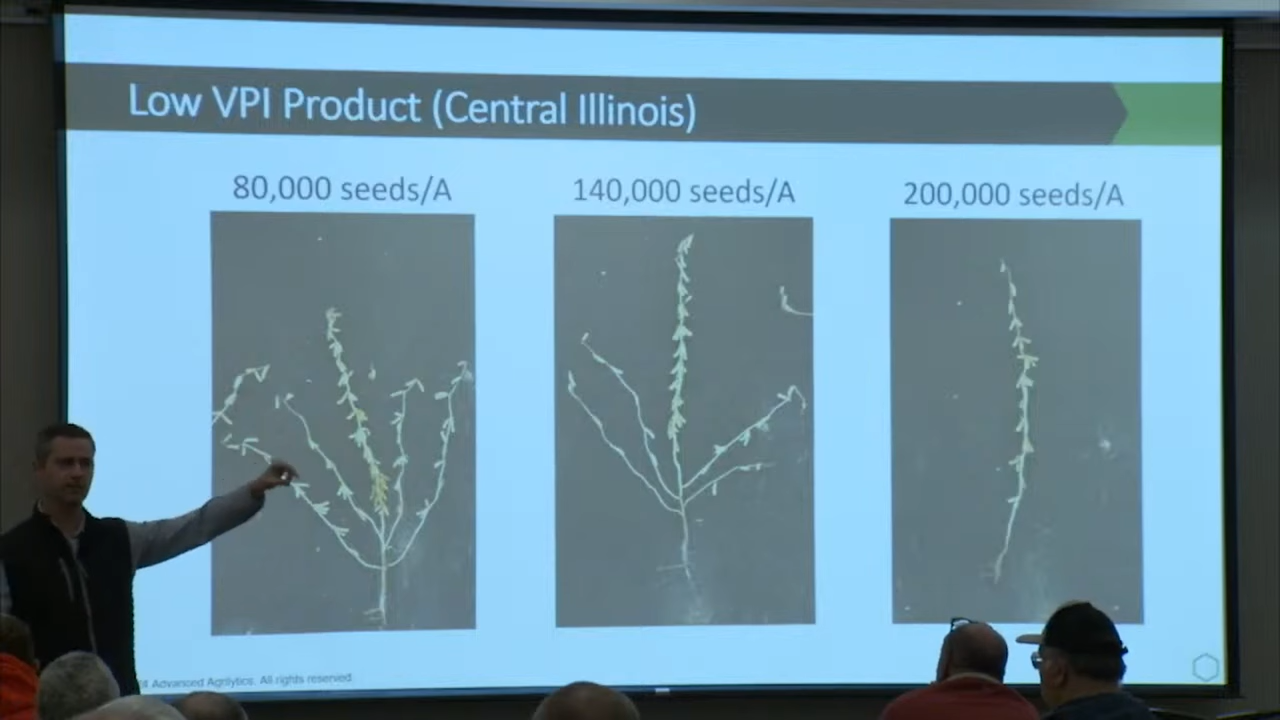 Low VPI Product (Central Illinois)
80,000 seeds/A
140,000 seeds/A
200,000 seeds/A
Advanced Agrilytics. All rights reserved.